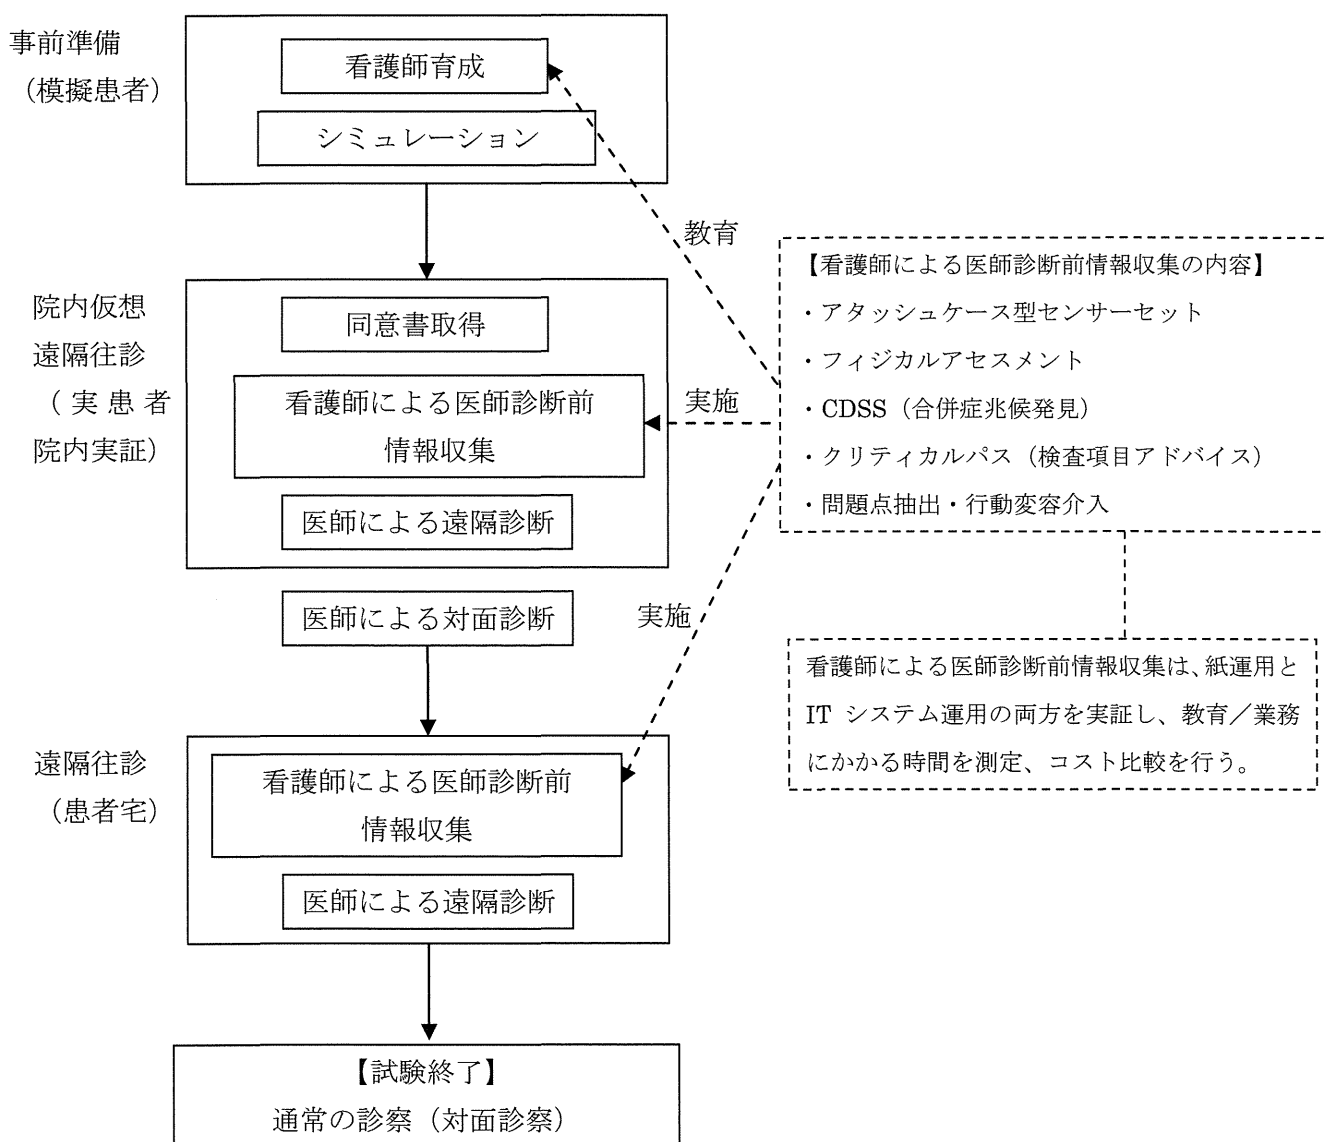 事前準備
（模擬患者）
看護師育成
シミュレーション
教育
院内仮想
遠隔往診
（実患者
院内実証）
同意書取得
看護師による医師診断前
情報収集
医師による遠隔診断
実施
医師による対面診断
実施
【看護師による医師診断前情報収集の内容】
・アタッシュケース型センサーセット
・フィジカルアセスメント
・CDSS（合併症兆候発見）
・クリティカルパス（検査項目アドバイス）
・問題点抽出・行動変容介入
看護師による医師診断前情報収集は、紙運用と
IT システム運用の両方を実証し、教育／業務
にかかる時間を測定、コスト比較を行う。
遠隔往診
（患者宅）
看護師による医師診断前
情報収集
医師による遠隔診断
【試験終了】
通常の診察（対面診察）